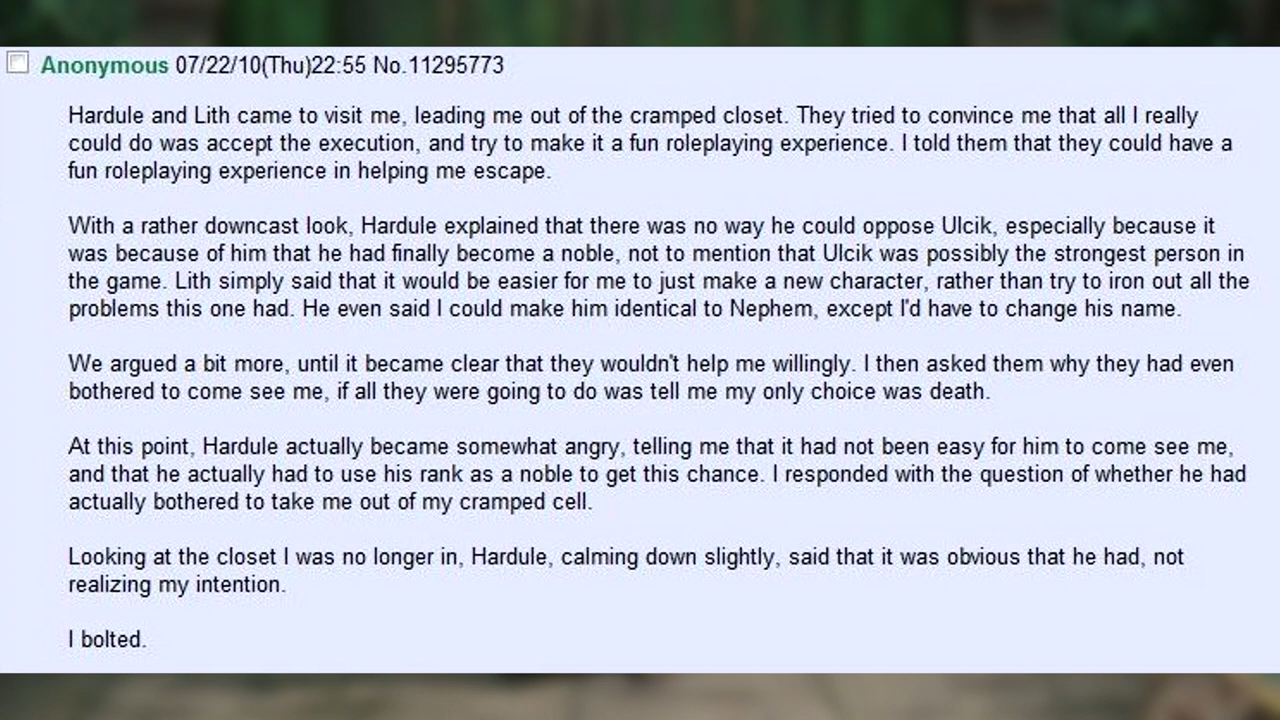 Anonymous 07/22/10(Thu)22:55 No.11295773
Hardule and Lith came to visit me, leading me out of the cramped closet. They tried to convince me that all I really
could do was accept the execution, and try to make it a fun roleplaying experience. I told them that they could have a
fun roleplaying experience in helping me escape.
With a rather downcast look, Hardule explained that there was no way he could oppose Ulcik, especially because it
was because of him that he had finally become a noble, not to mention that Ulcik was possibly the strongest person in
the game. Lith simply said that it would be easier for me to just make a new character, rather than try to iron out all the
problems this one had. He even said I could make him identical to Nephem, except I'd have to change his name.
We argued a bit more, until it became clear that they wouldn't help me willingly. I then asked them why they had even
bothered to come see me, if all they were going to do was tell me my only choice was death.
At this point, Hardule actually became somewhat angry, telling me that it had not been easy for him to come see me,
and that he actually had to use his rank as a noble to get this chance. I responded with the question of whether he had
actually bothered to take me out of my cramped cell.
Looking at the closet I was no longer in, Hardule, calming down slightly, said that it was obvious that he had, not
realizing my intention.
I bolted.